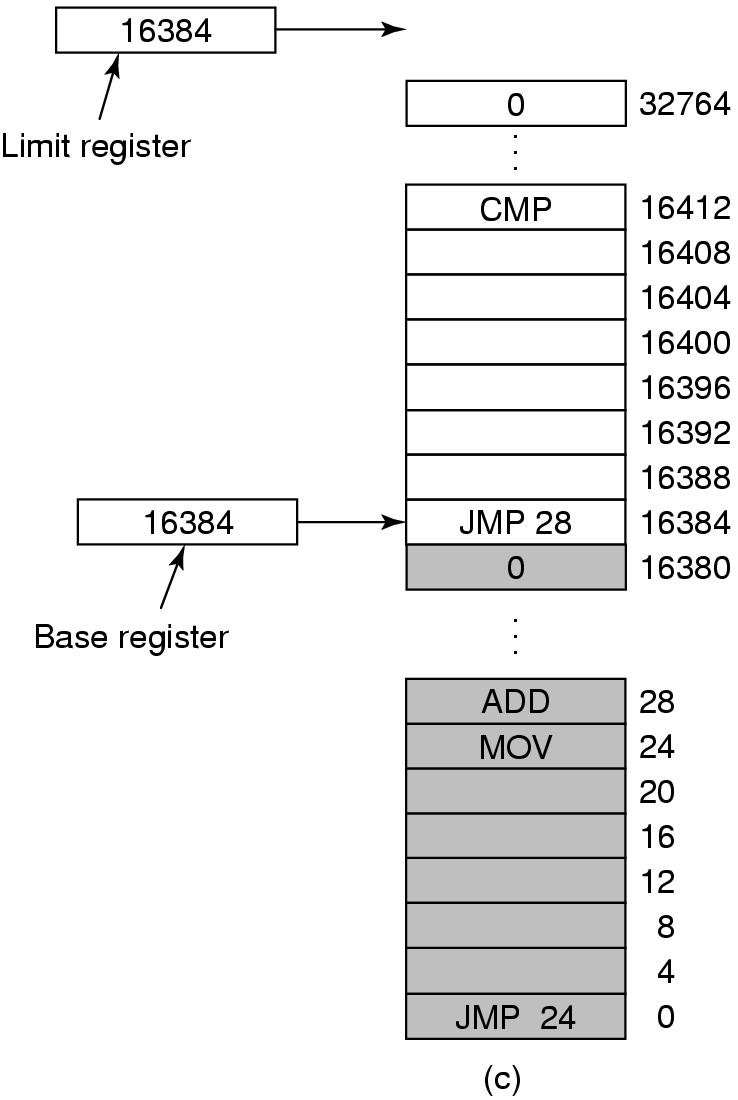 16384
Limit register
0 32764
CMP 16412
16408
16404
16400
16396
16392
16388
16384 JMP 28 16384
0 16380
Base register
ADD 28
MOV 24
20
16
12
8
4
JMP 24 0
(c)